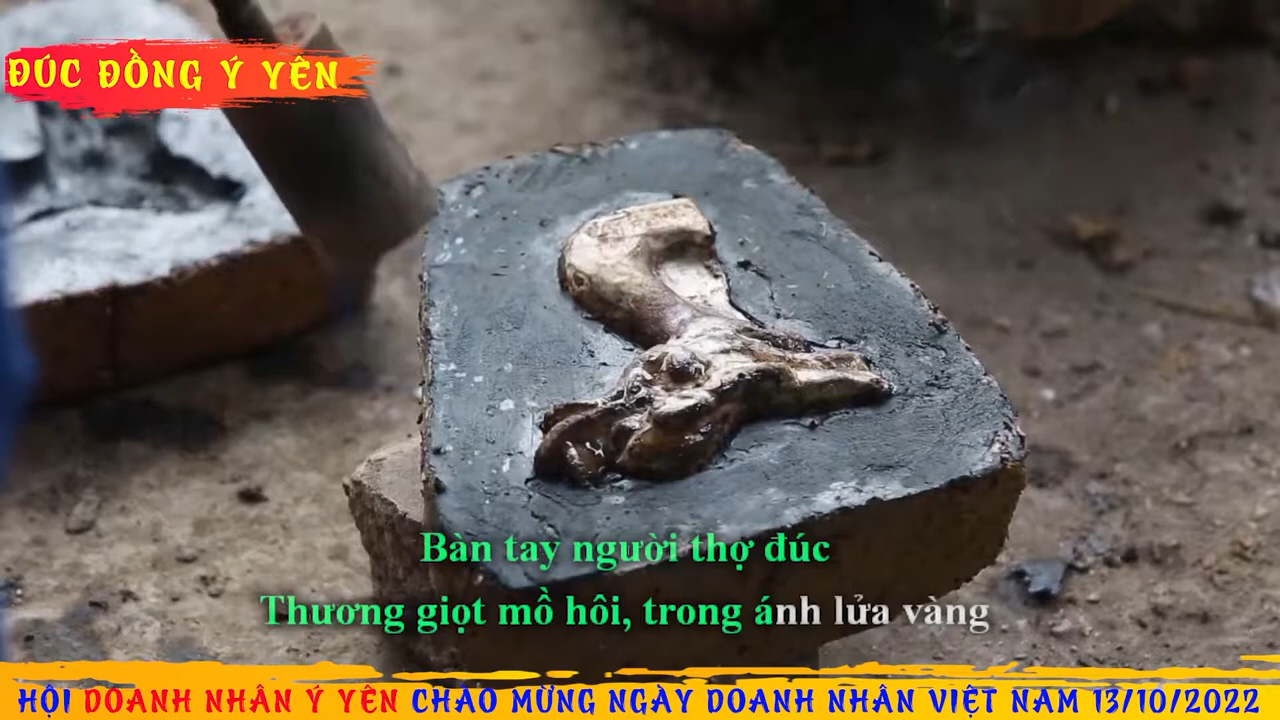 ĐÚC ĐỒNG Ý YÊN
Bàn tay người thợ đúc
Thương giọt mồ hôi, trong ánh lửa vàng
HỘI DOANH NHÂN Ý YÊN CHÀO MỪNG NGÀY DOANH NHÂN VIỆT NAM 13/10/2022